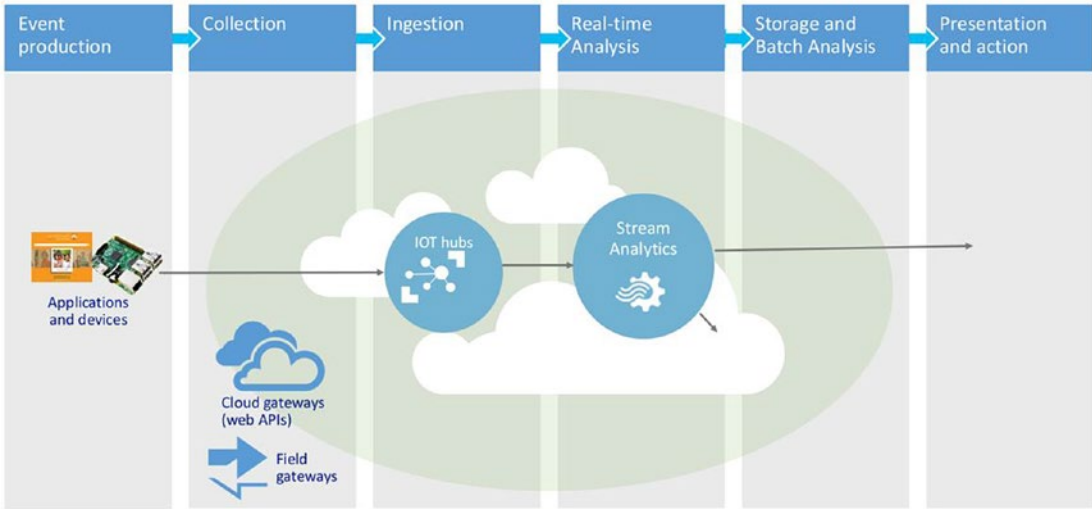 Event
production
Collection
Ingestion
Real-time
Analysis
Storage and
Batch Analysis
Presentation
and action
Applications
and devices
IOT hubs
Stream
Analytics
Cloud gateways
(web APIs)
Field
gateways